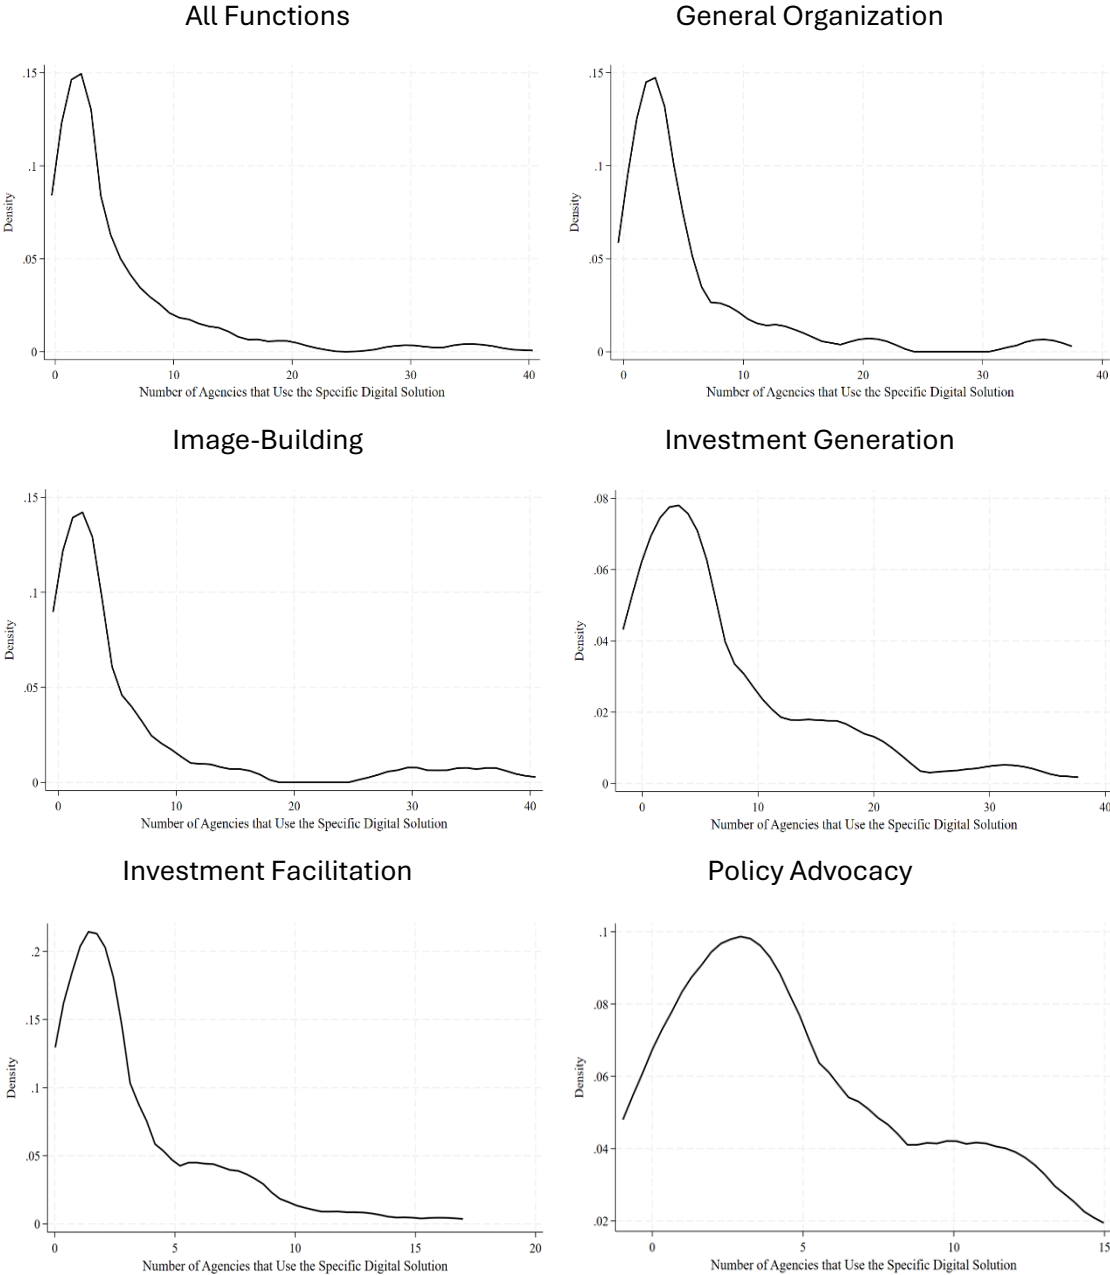 All Functions
General Organization
.15
.1
.05
0
Density
0 10 20 30 40
Number of Agencies that Use the Specific Digital Solution
.15
.1
.05
0
Density
0 10 20 30 40
Number of Agencies that Use the Specific Digital Solution
Image-Building
Investment Generation
.15
.1
.05
0
Density
0 10 20 30 40
Number of Agencies that Use the Specific Digital Solution
.08
.06
.04
.02
0
Density
0 10 20 30 40
Number of Agencies that Use the Specific Digital Solution
Investment Facilitation
Policy Advocacy
.2
.15
.1
.05
0
Density
0 5 10 15 20
Number of Agencies that Use the Specific Digital Solution
.1
.08
.06
.04
.02
Density
0 5 10 15
Number of Agencies that Use the Specific Digital Solution